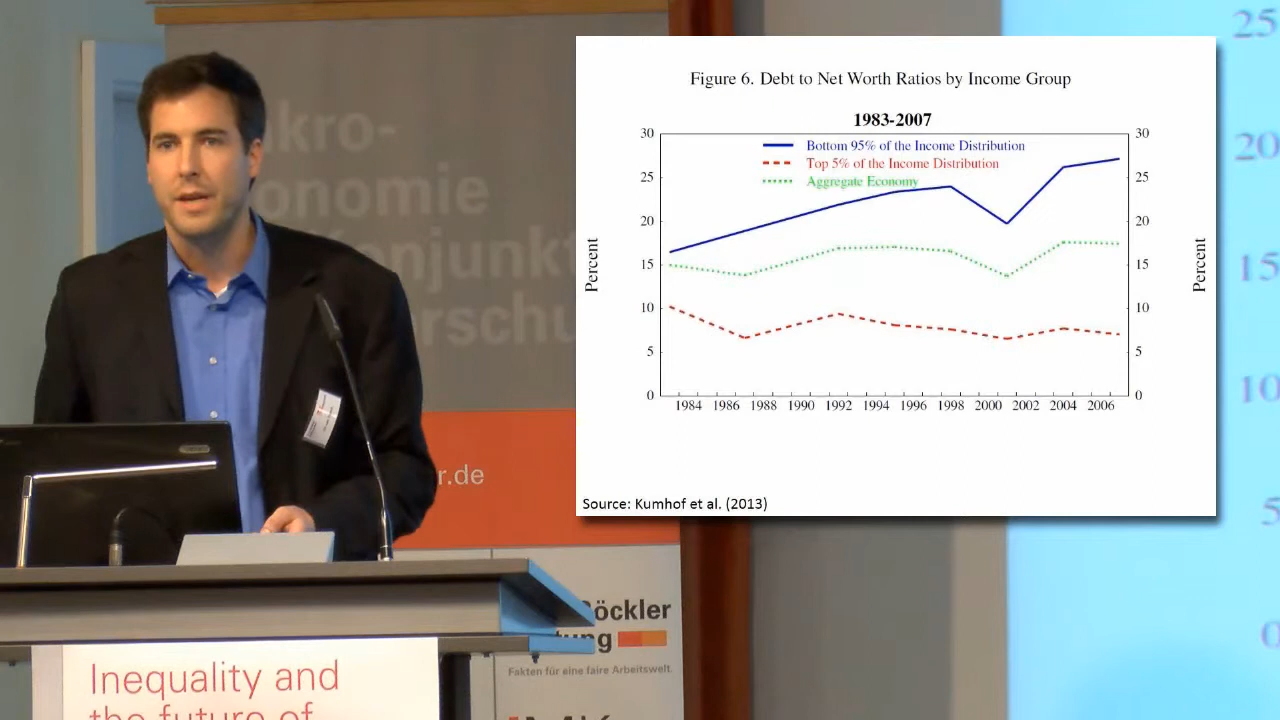 kro-
onomie
onjunkt
rschu
r.de
öckler
ung
Fakten für eine faire Arbeitswelt.
Inequality and
the future of
Figure 6. Debt to Net Worth Ratios by Income Group
1983-2007
Bottom 95% of the Income Distribution
Top 5% of the Income Distribution
Aggregate Economy
Percent
30
25
20
15
10
5
0
30
25
20
15
10
5
0
Percent
1984 1986 1988 1990 1992 1994 1996 1998 2000 2002 2004 2006
Source: Kumhof et al. (2013)
25
20
15
10
5
0